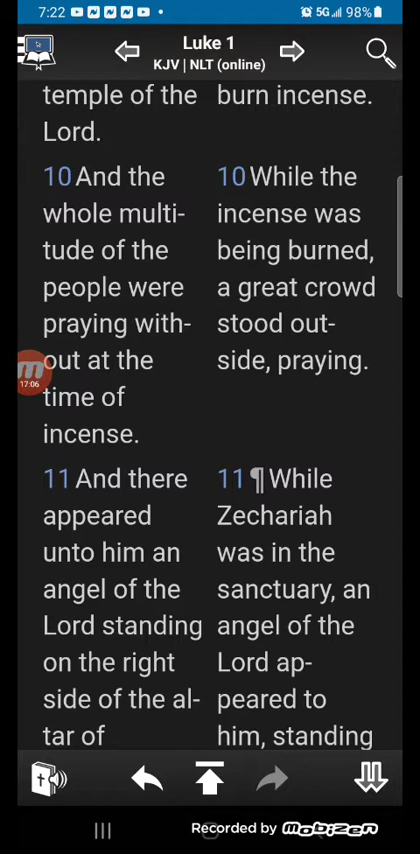 7:22
5G 98%
Luke 1
KJV | NLT (online)
temple of the
Lord.
10 And the
whole multi-
tude of the
people were
praying with-
out at the
time of
incense.
11 And there
appeared
unto him an
angel of the
Lord standing
on the right
side of the al-
tar of
burn incense.
10 While the
incense was
being burned,
a great crowd
stood out-
side, praying.
11 ¶ While
Zechariah
was in the
sanctuary, an
angel of the
Lord ap-
peared to
him, standing
17:06
Recorded by mobizen